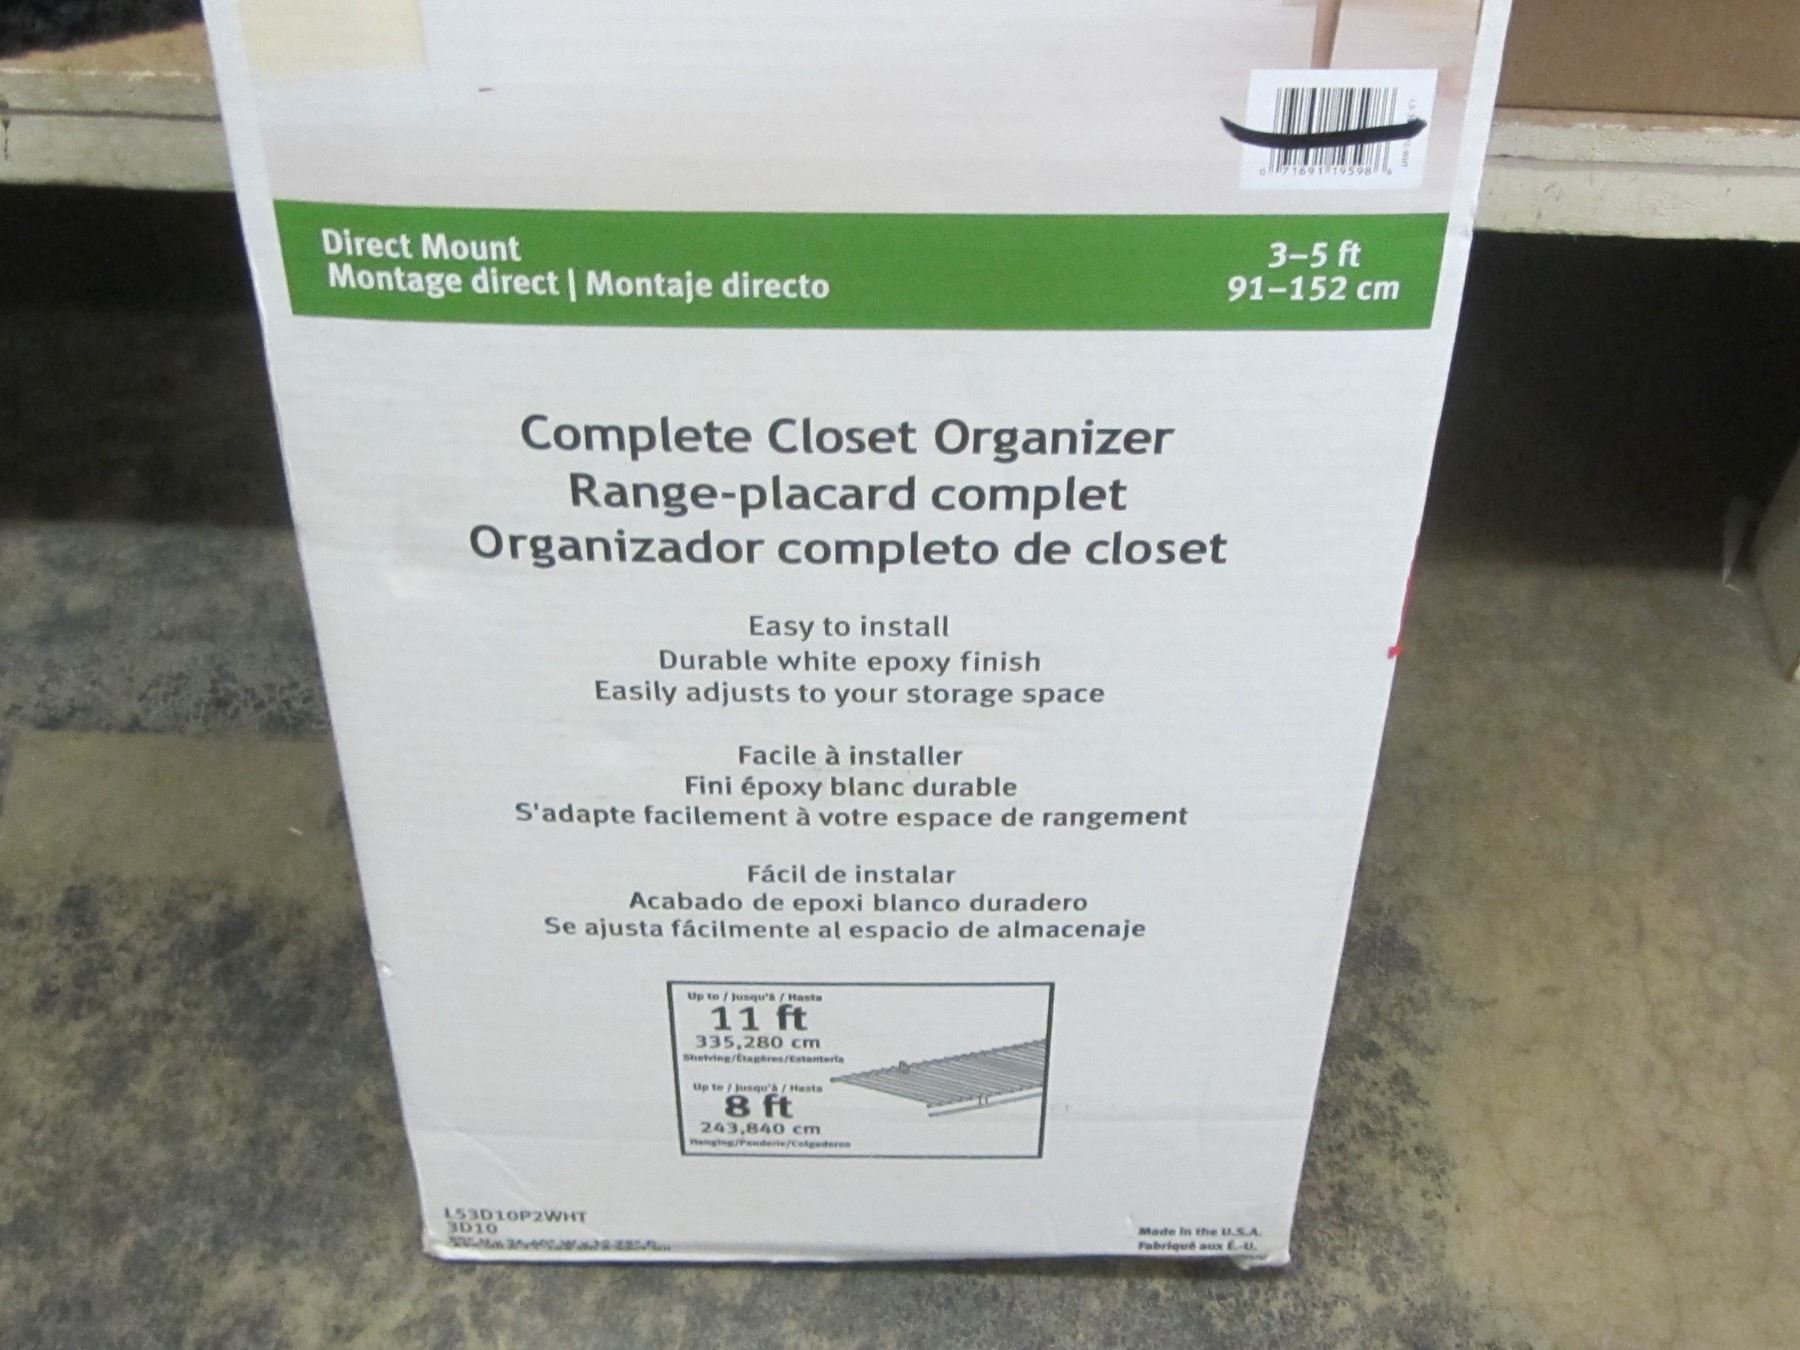 0 71691 19598 6
Direct Mount
Montage direct | Montaje directo
3–5 ft
91–152 cm
Complete Closet Organizer
Range-placard complet
Organizador completo de closet
Easy to install
Durable white epoxy finish
Easily adjusts to your storage space
Facile à installer
Fini époxy blanc durable
S'adapte facilement à votre espace de rangement
Fácil de instalar
Acabado de epoxi blanco duradero
Se ajusta fácilmente al espacio de almacenaje
Up to / Jusqu'à / Hasta
11 ft
335,280 cm
Shelving/Étagères/Estantería
Up to / Jusqu'à / Hasta
8 ft
243,840 cm
Hanging/Penderie/Colgaderos
L53D10P2WHT
3D10
Made in the U.S.A.
Fabriqué aux É.-U.